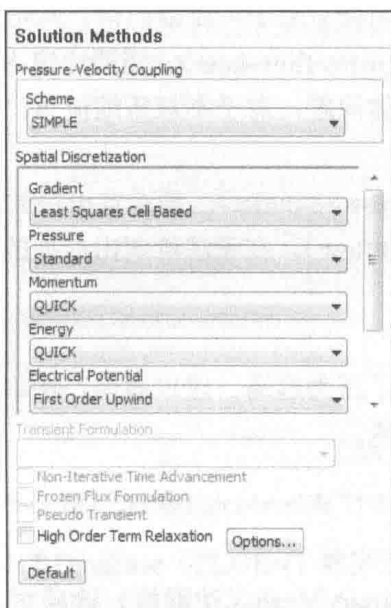 Solution Methods
Pressure-Velocity Coupling
Scheme
SIMPLE
Spatial Discretization
Gradient
Least Squares Cell Based
Pressure
Standard
Momentum
QUICK
Energy
QUICK
Electrical Potential
First Order Upwind
Transient Formulation
Non-Iterative Time Advancement
Frozen Flux Formulation
Pseudo Transient
High Order Term Relaxation
Options...
Default